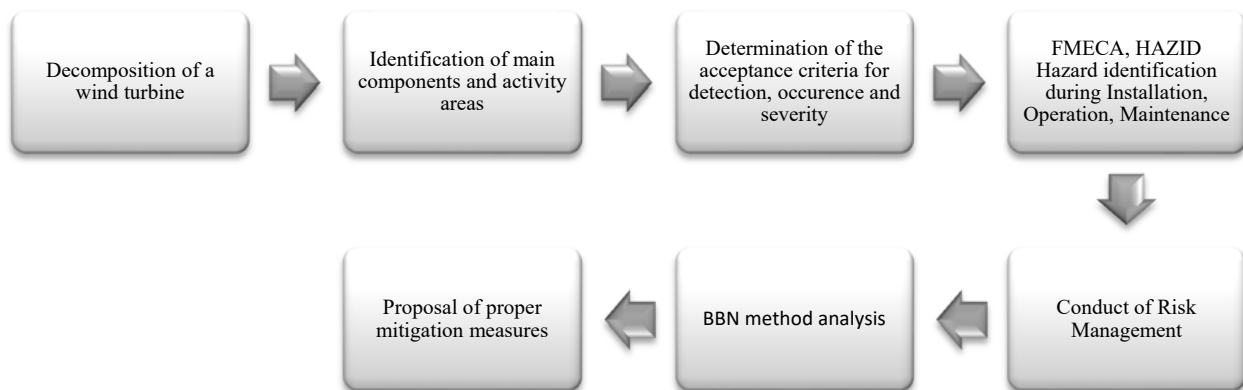 Decomposition of a
wind turbine
Identification of main
components and activity
areas
Determination of the
acceptance criteria for
detection, occurence and
severity
FMECA, HAZID
Hazard identification
during Installation,
Operation, Maintenance
Conduct of Risk
Management
BBN method analysis
Proposal of proper
mitigation measures